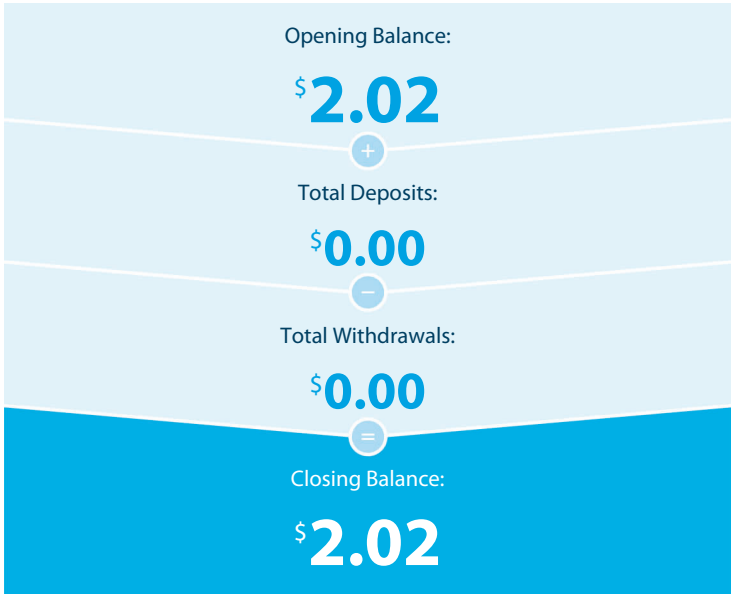 Opening Balance:
$2.02
+
Total Deposits:
$0.00
−
Total Withdrawals:
$0.00
=
Closing Balance:
$2.02